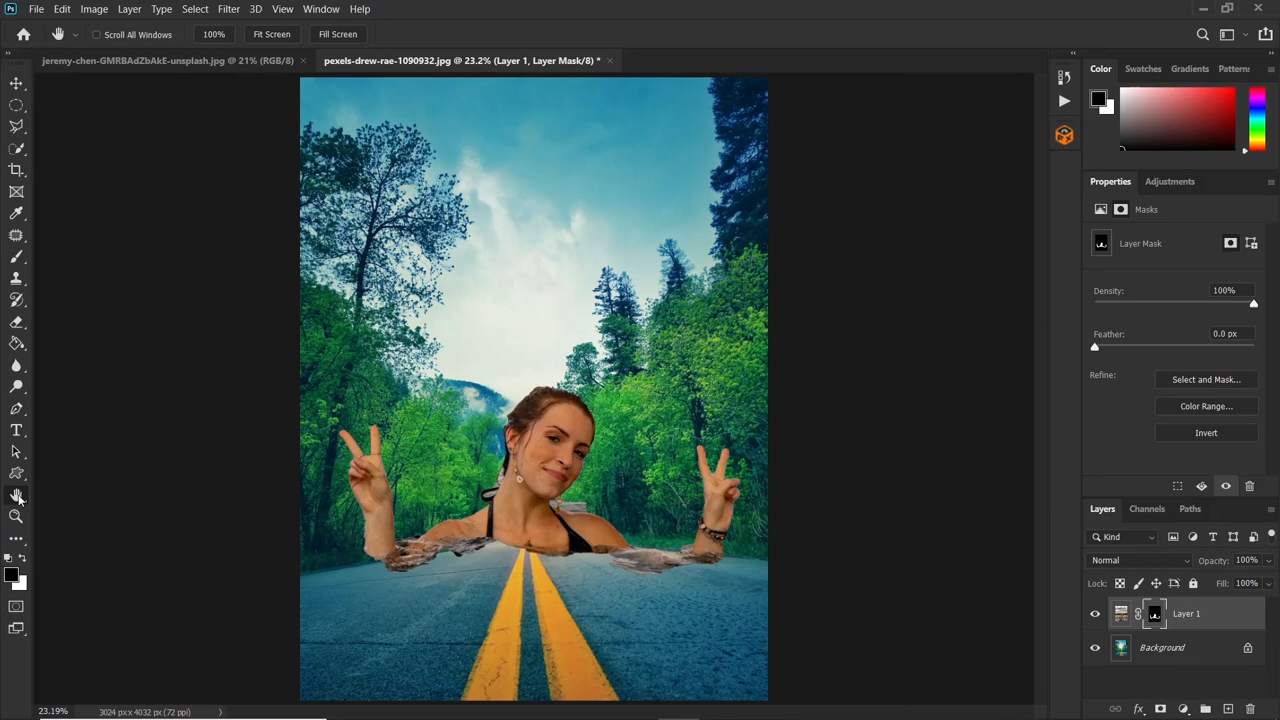 Ps File Edit Image Layer Type Select Filter 3D View Window Help
Scroll All Windows 100% Fit Screen Fill Screen
jeremy-chen-GMRBAdZbAkE-unsplash.jpg @ 21% (RGB/8) × pexels-drew-rae-1090932.jpg @ 23.2% (Layer 1, Layer Mask/8) * ×
Color Swatches Gradients Patterns
Properties Adjustments
Masks
Layer Mask
Density: 100%
Feather: 0.0 px
Refine: Select and Mask...
Color Range...
Invert
Layers Channels Paths
Kind
Normal Opacity: 100%
Lock: Fill: 100%
Layer 1
Background
23.19% 3024 px x 4032 px (72 ppi)